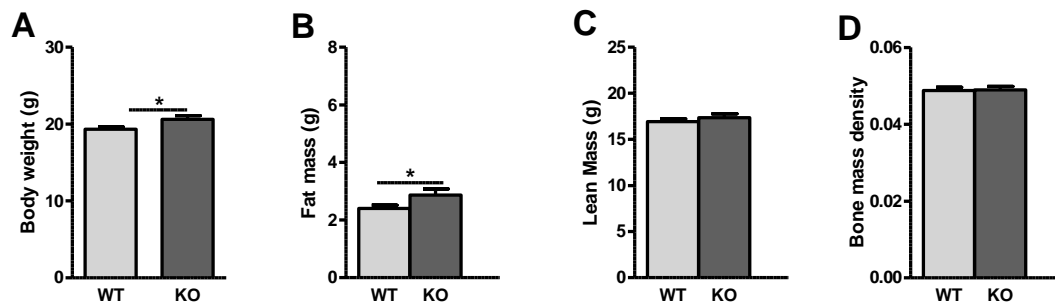 A
Body weight (g)
30
20
10
0
*
WT KO
B
Fat mass (g)
8
6
4
2
0
*
WT KO
C
Lean Mass (g)
25
20
15
10
5
0
WT KO
D
Bone mass density
0.06
0.04
0.02
0.00
WT KO